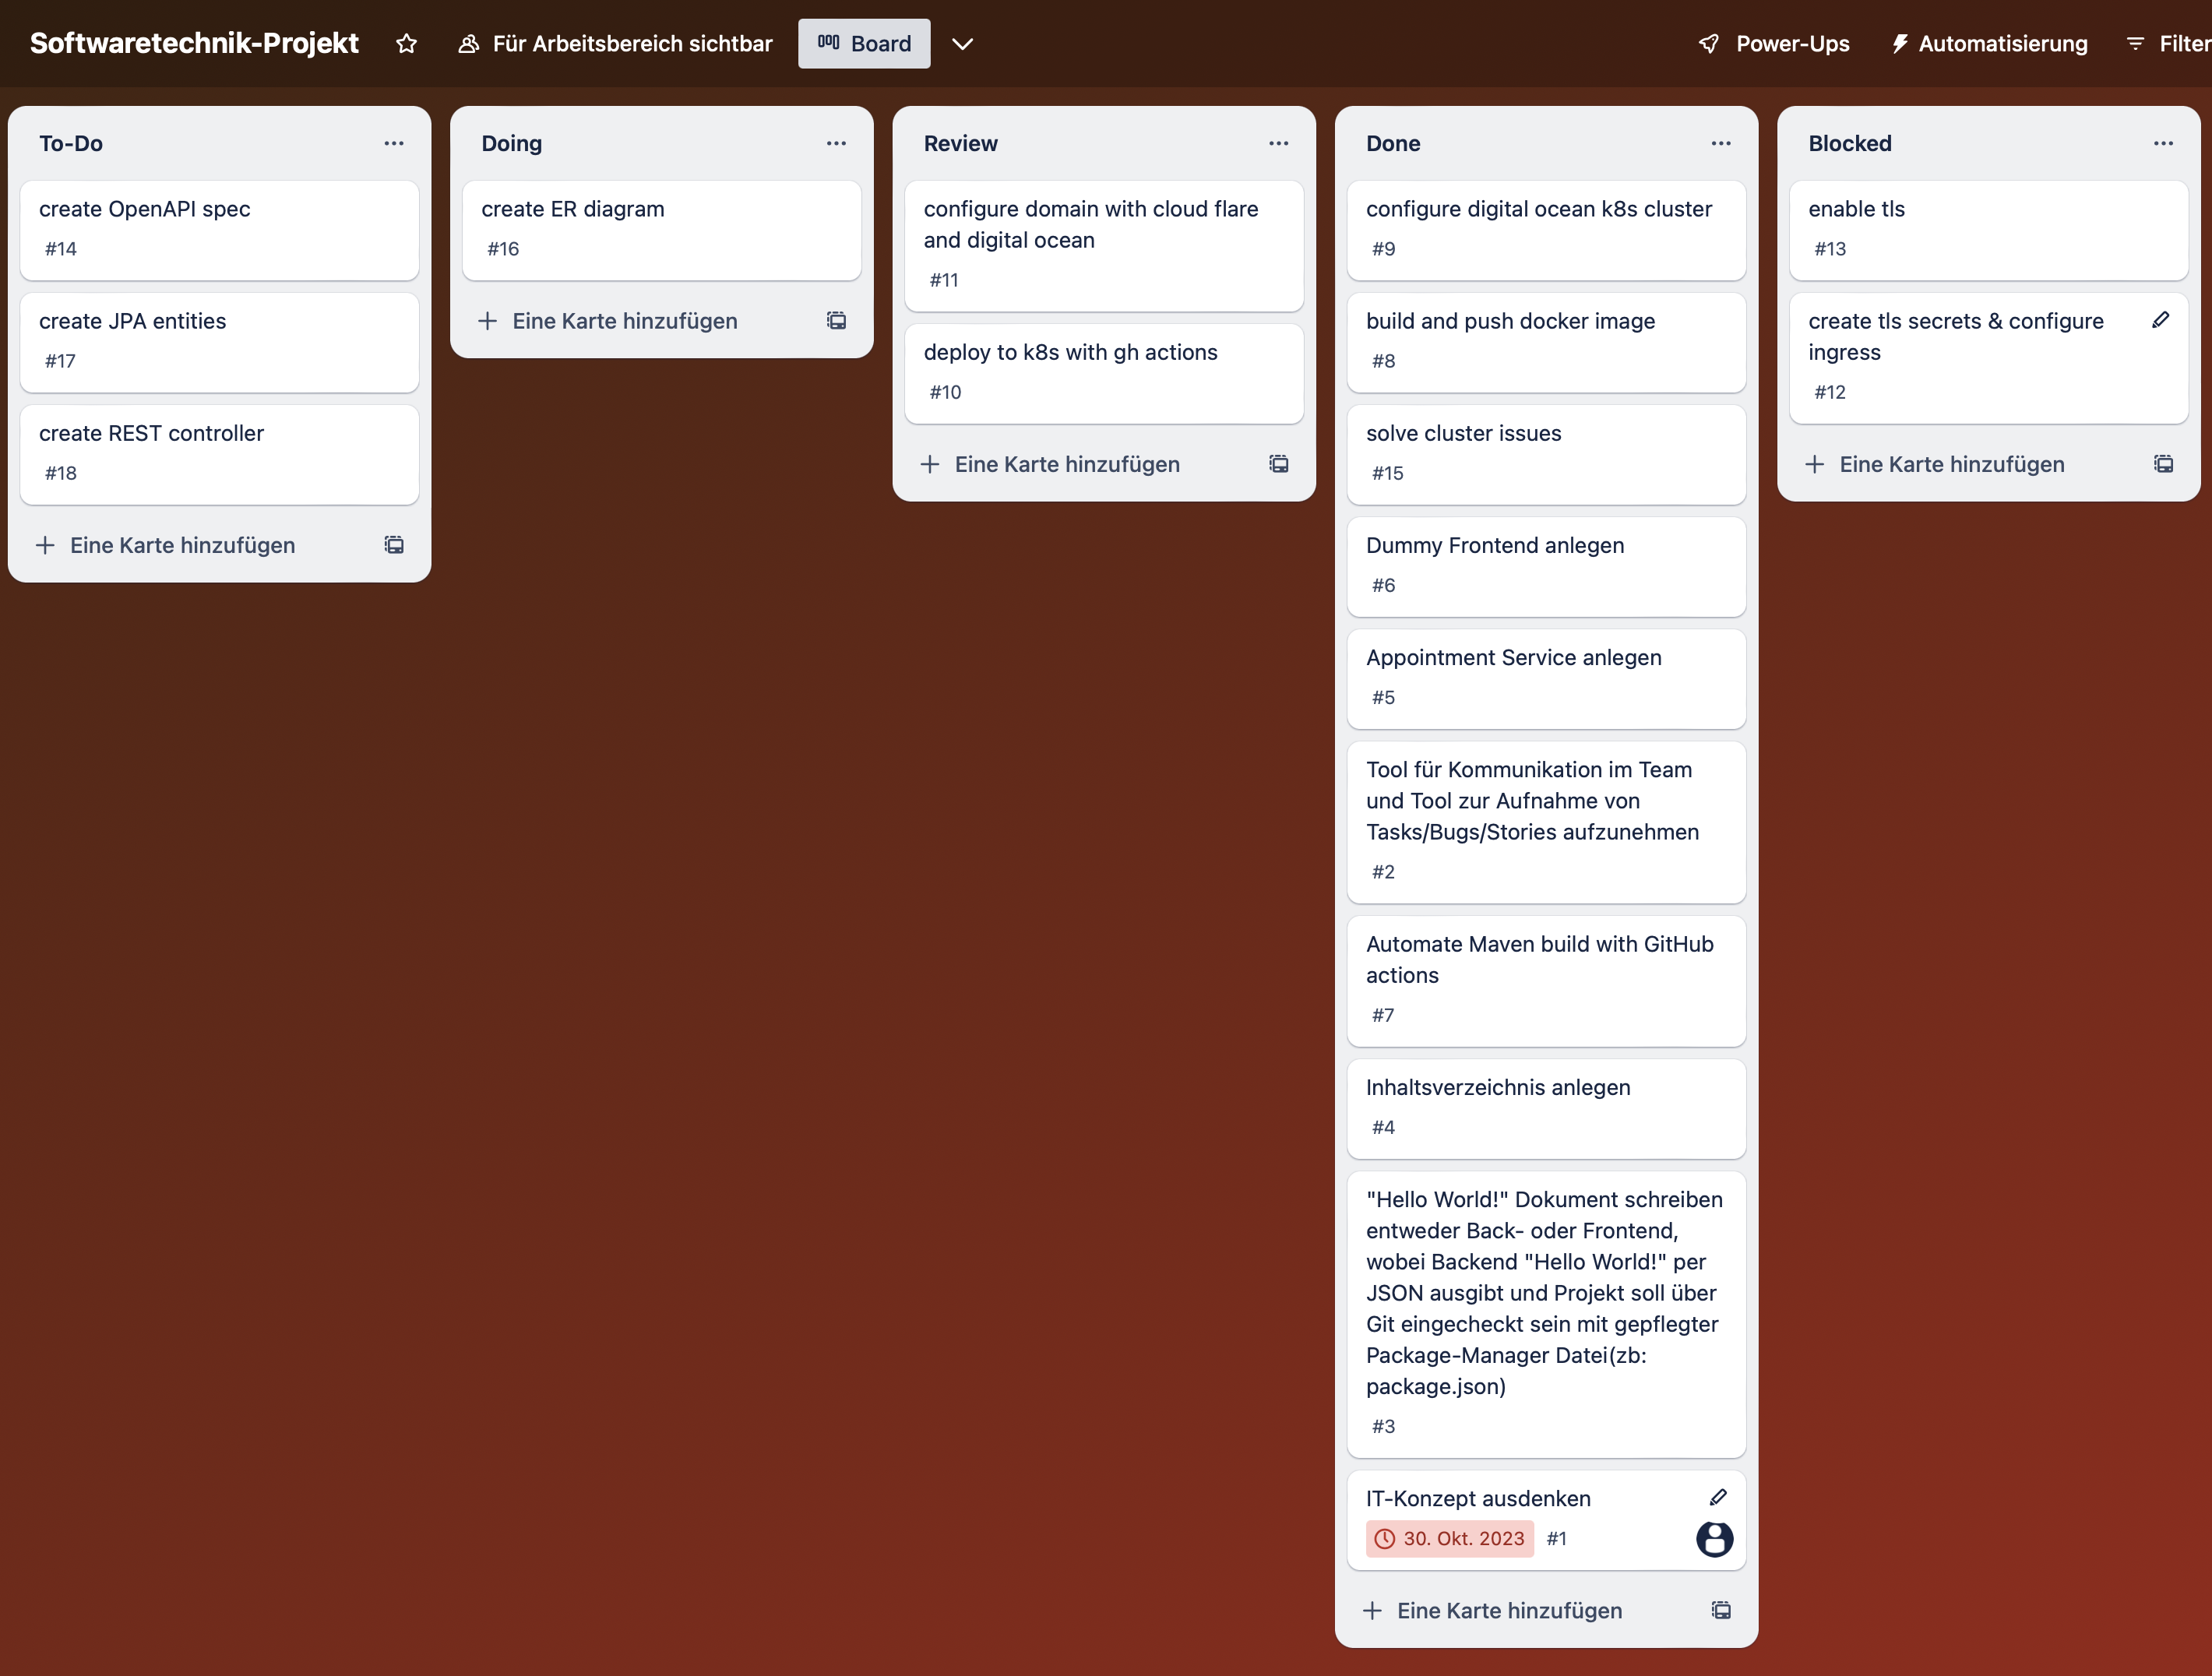 Softwaretechnik-Projekt
Für Arbeitsbereich sichtbar
Board
Power-Ups
Automatisierung
Filter
To-Do
create OpenAPI spec
#14
create JPA entities
#17
create REST controller
#18
Eine Karte hinzufügen
Doing
create ER diagram
#16
Eine Karte hinzufügen
Review
configure domain with cloud flare
and digital ocean
#11
deploy to k8s with gh actions
#10
Eine Karte hinzufügen
Done
configure digital ocean k8s cluster
#9
build and push docker image
#8
solve cluster issues
#15
Dummy Frontend anlegen
#6
Appointment Service anlegen
#5
Tool für Kommunikation im Team
und Tool zur Aufnahme von
Tasks/Bugs/Stories aufzunehmen
#2
Automate Maven build with GitHub
actions
#7
Inhaltsverzeichnis anlegen
#4
"Hello World!" Dokument schreiben
entweder Back- oder Frontend,
wobei Backend "Hello World!" per
JSON ausgibt und Projekt soll über
Git eingecheckt sein mit gepflegter
Package-Manager Datei(zb:
package.json)
#3
IT-Konzept ausdenken
30. Okt. 2023 #1
Eine Karte hinzufügen
Blocked
enable tls
#13
create tls secrets & configure
ingress
#12
Eine Karte hinzufügen